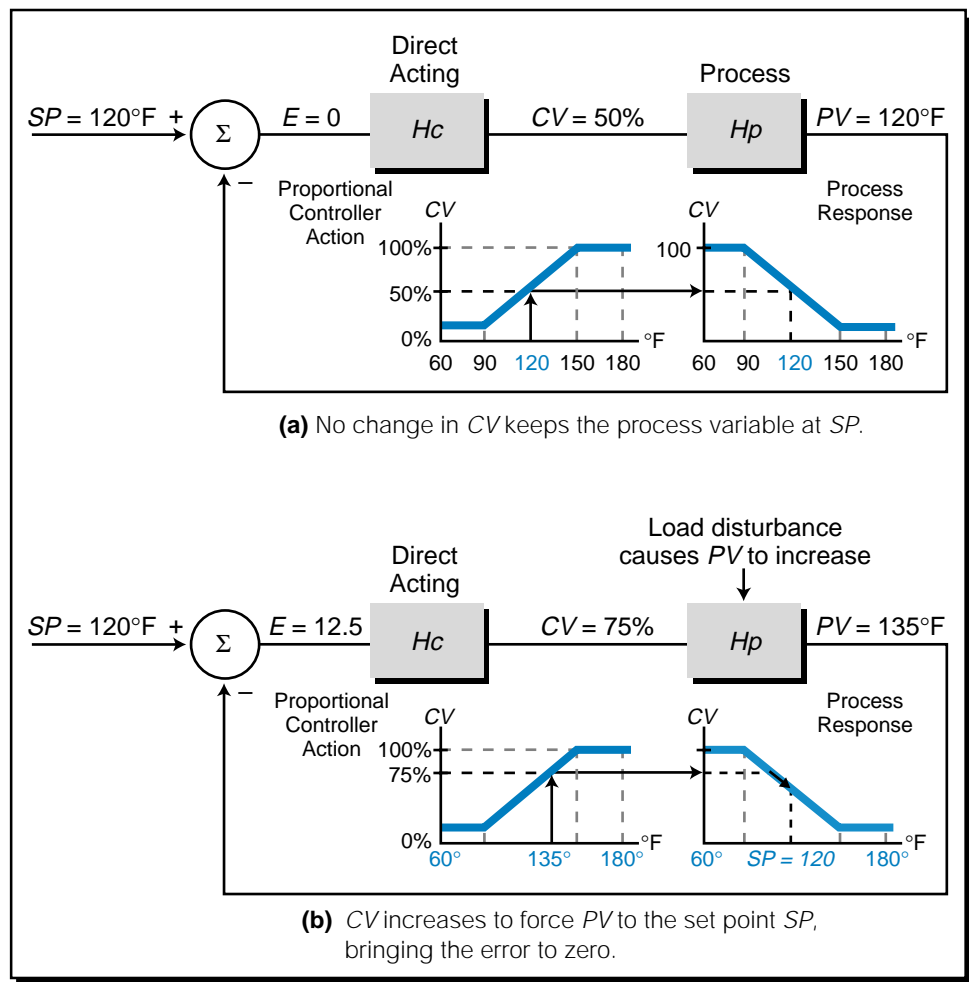 Direct
Acting
Process
SP = 120°F +
Σ
E = 0
Hc
CV = 50%
Hp
PV = 120°F
–
Proportional
Controller
Action
CV
100%
50%
0%
60 90 120 150 180
°F
CV
100
60 90 120 150 180
°F
Process
Response
(a) No change in CV keeps the process variable at SP.
Load disturbance
causes PV to increase
Direct
Acting
SP = 120°F +
Σ
E = 12.5
Hc
CV = 75%
Hp
PV = 135°F
–
Proportional
Controller
Action
CV
100%
75%
0%
60° 135° 180°
°F
CV
60° SP = 120 180°
°F
Process
Response
(b) CV increases to force PV to the set point SP,
bringing the error to zero.